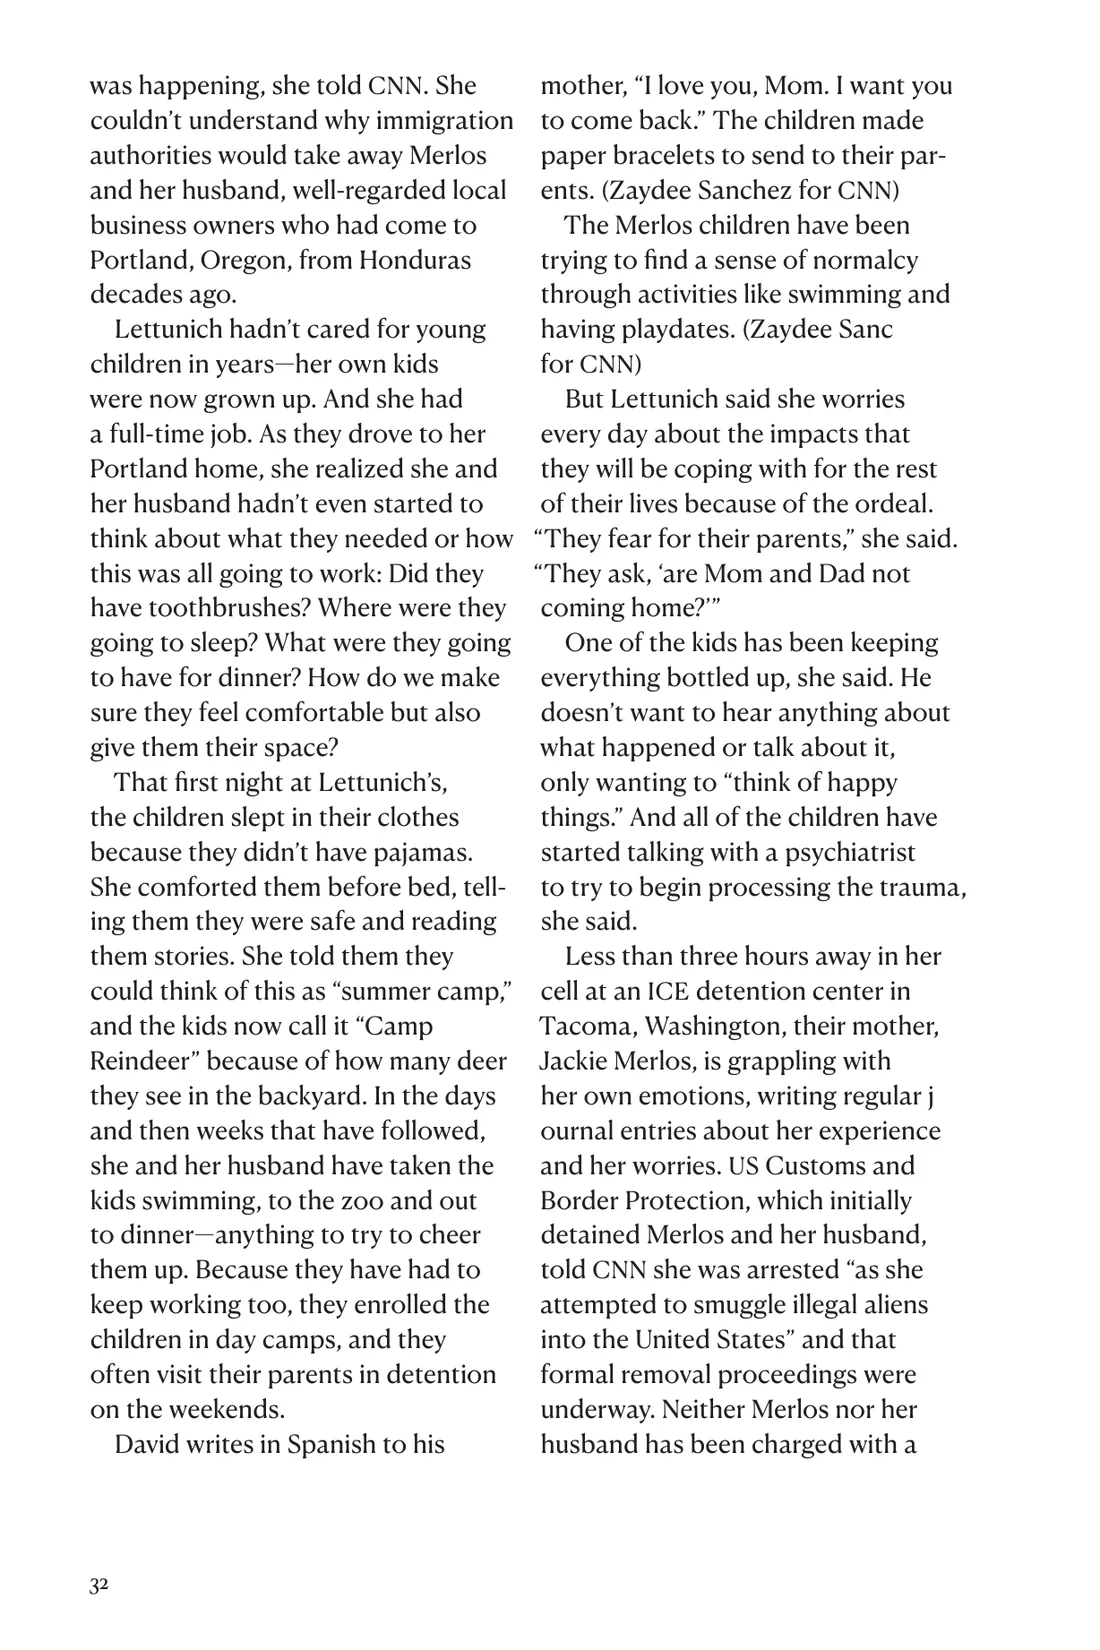 was happening, she told CNN. She
couldn’t understand why immigration
authorities would take away Merlos
and her husband, well-regarded local
business owners who had come to
Portland, Oregon, from Honduras
decades ago.
Lettunich hadn’t cared for young
children in years—her own kids
were now grown up. And she had
a full-time job. As they drove to her
Portland home, she realized she and
her husband hadn’t even started to
think about what they needed or how
this was all going to work: Did they
have toothbrushes? Where were they
going to sleep? What were they going
to have for dinner? How do we make
sure they feel comfortable but also
give them their space?
That first night at Lettunich’s,
the children slept in their clothes
because they didn’t have pajamas.
She comforted them before bed, tell-
ing them they were safe and reading
them stories. She told them they
could think of this as “summer camp,”
and the kids now call it “Camp
Reindeer” because of how many deer
they see in the backyard. In the days
and then weeks that have followed,
she and her husband have taken the
kids swimming, to the zoo and out
to dinner—anything to try to cheer
them up. Because they have had to
keep working too, they enrolled the
children in day camps, and they
often visit their parents in detention
on the weekends.
David writes in Spanish to his
mother, “I love you, Mom. I want you
to come back.” The children made
paper bracelets to send to their par-
ents. (Zaydee Sanchez for CNN)
The Merlos children have been
trying to find a sense of normalcy
through activities like swimming and
having playdates. (Zaydee Sanc
for CNN)
But Lettunich said she worries
every day about the impacts that
they will be coping with for the rest
of their lives because of the ordeal.
“They fear for their parents,” she said.
“They ask, ‘are Mom and Dad not
coming home?’”
One of the kids has been keeping
everything bottled up, she said. He
doesn’t want to hear anything about
what happened or talk about it,
only wanting to “think of happy
things.” And all of the children have
started talking with a psychiatrist
to try to begin processing the trauma,
she said.
Less than three hours away in her
cell at an ICE detention center in
Tacoma, Washington, their mother,
Jackie Merlos, is grappling with
her own emotions, writing regular j
ournal entries about her experience
and her worries. US Customs and
Border Protection, which initially
detained Merlos and her husband,
told CNN she was arrested “as she
attempted to smuggle illegal aliens
into the United States” and that
formal removal proceedings were
underway. Neither Merlos nor her
husband has been charged with a
32